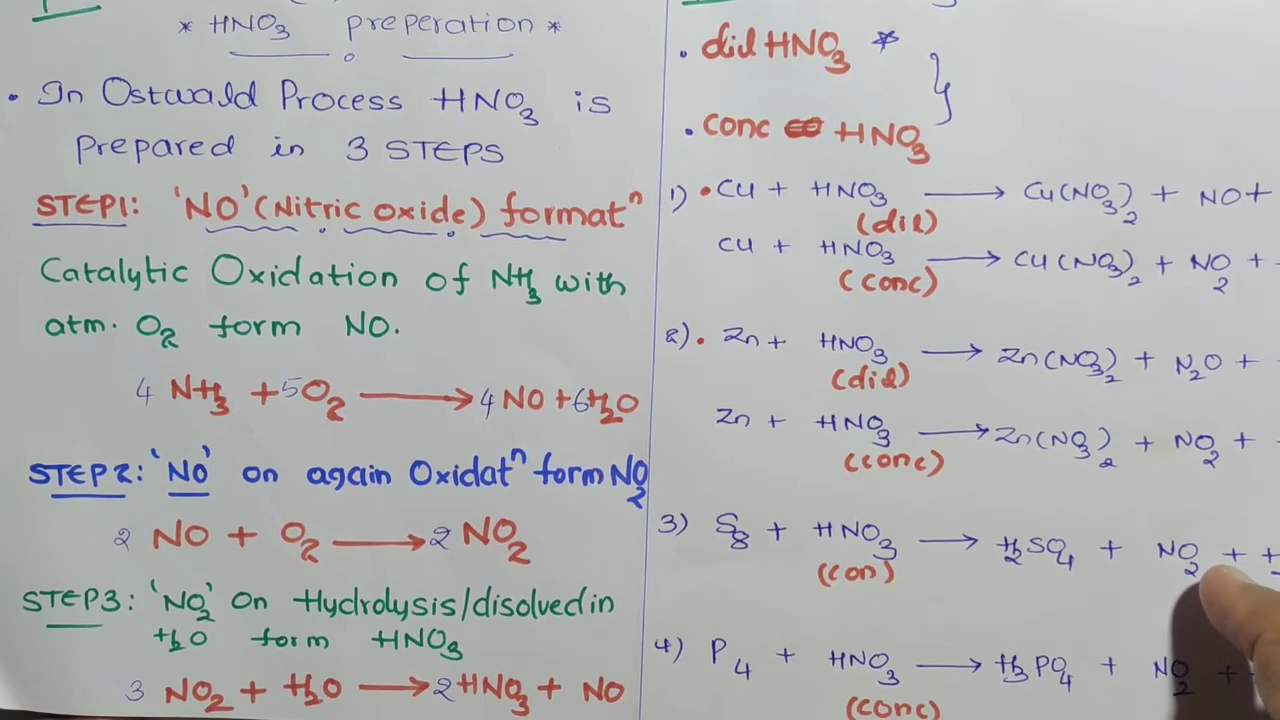 * HNO3 preperation *
• In Ostwald Process HNO3 is
Prepared in 3 STEPS
STEP1: 'NO' (Nitric oxide) formatn
Catalytic Oxidation of NH3 with
atm. O2 form NO.
4 NH3 + 5O2 → 4 NO + 6H2O
STEP2: 'NO' on again Oxidatn form NO2
2 NO + O2 → 2 NO2
STEP3: 'NO2' On Hydrolysis/disolved in
H2O form HNO3
3 NO2 + H2O → 2HNO3 + NO
• dil HNO3 *
• conc HNO3
1) • Cu + HNO3 → Cu(NO3)2 + NO +
(dil)
Cu + HNO3 → Cu(NO3)2 + NO2 +
(conc)
2) • Zn + HNO3 → Zn(NO3)2 + N2O +
(dil)
Zn + HNO3 → Zn(NO3)2 + NO2 +
(conc)
3) S8 + HNO3 → H2SO4 + NO2 +
(con)
4) P4 + HNO3 → H3PO4 + NO2 +
(conc)